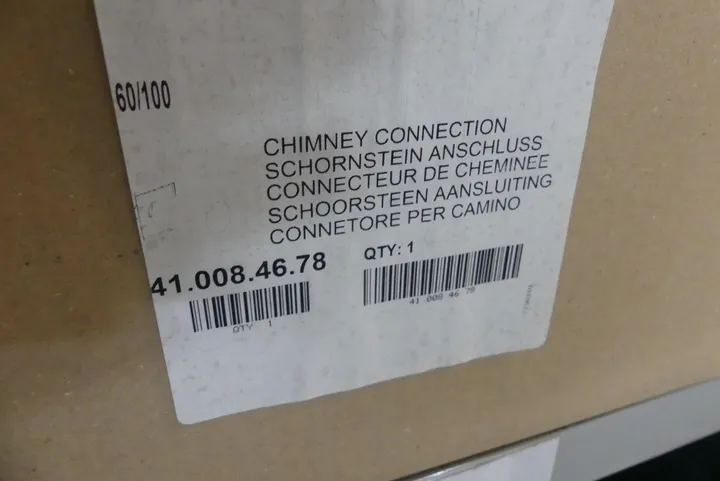 60/100
CHIMNEY CONNECTION
SCHORNSTEIN ANSCHLUSS
CONNECTEUR DE CHEMINEE
SCHOORSTEEN AANSLUITING
CONNETORE PER CAMINO
41.008.46.78
QTY: 1
QTY 1
41 008 46 78